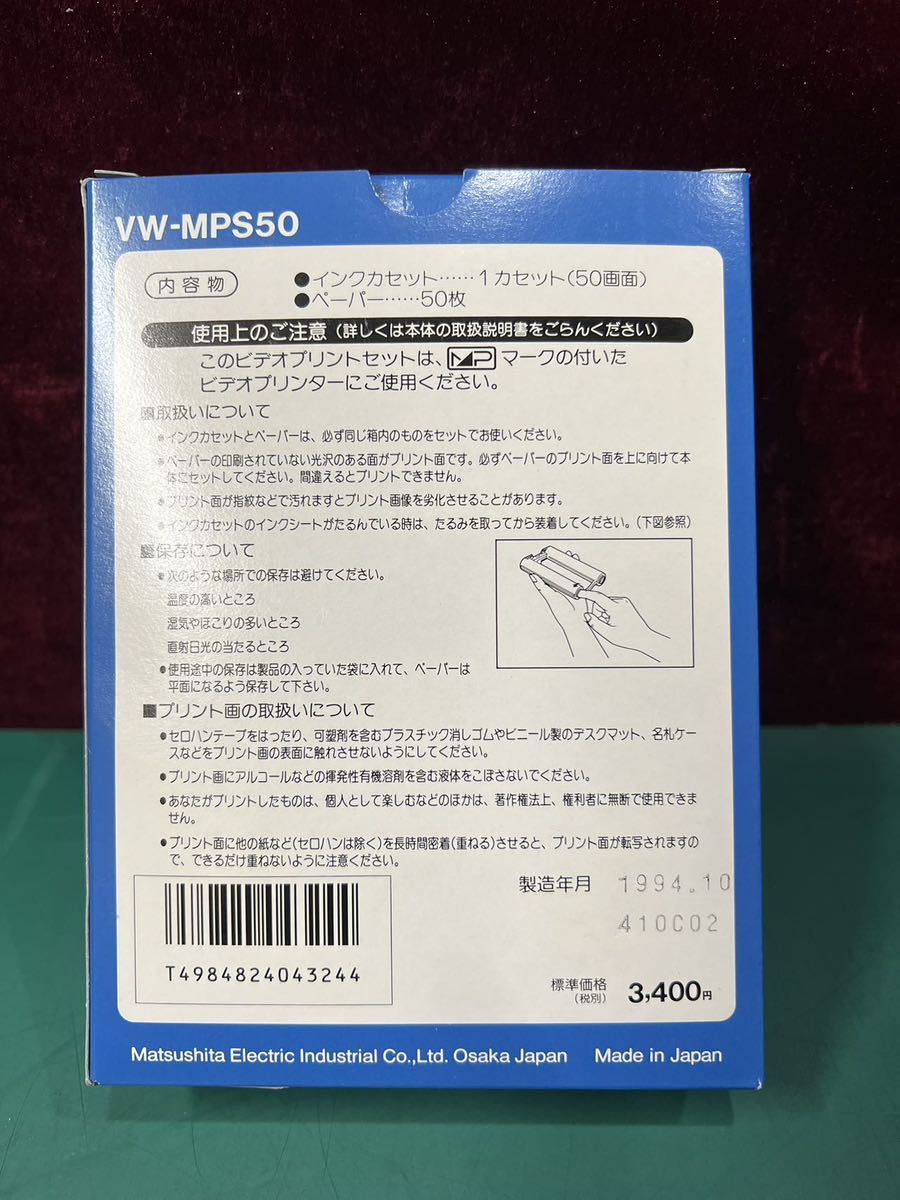 VW-MPS50
内容物
●インクカセット……1カセット(50画面)
●ペーパー……50枚
使用上のご注意(詳しくは本体の取扱説明書をごらんください)
このビデオプリントセットは、MPマークの付いた
ビデオプリンターにご使用ください。
■取扱いについて
●インクカセットとペーパーは、必ず同じ箱内のものをセットでお使いください。
●ペーパーの印刷されていない光沢のある面がプリント面です。必ずペーパーのプリント面を上に向けて本
体にセットしてください。間違えるとプリントできません。
●プリント面が指紋などで汚れますとプリント画像を劣化させることがあります。
●インクカセットのインクシートがたるんでいる時は、たるみを取ってから装着してください。(下図参照)
■保存について
●次のような場所での保存は避けてください。
温度の高いところ
湿気やほこりの多いところ
直射日光の当たるところ
●使用途中の保存は製品の入っていた袋に入れて、ペーパーは
平面になるよう保存して下さい。
■プリント画の取扱いについて
●セロハンテープをはったり、可塑剤を含むプラスチック消しゴムやビニール製のデスクマット、名札ケー
スなどをプリント画の表面に触れさせないようにしてください。
●プリント画にアルコールなどの揮発性有機溶剤を含む液体をこぼさないでください。
●あなたがプリントしたものは、個人として楽しむなどのほかは、著作権法上、権利者に無断で使用できま
せん。
●プリント面に他の紙など(セロハンは除く)を長時間密着(重ねる)させると、プリント面が転写されますの
で、できるだけ重ねないように注意ください。
製造年月 1994.10
410C02
T4984824043244
標準価格(税別) 3,400円
Matsushita Electric Industrial Co.,Ltd. Osaka Japan Made in Japan